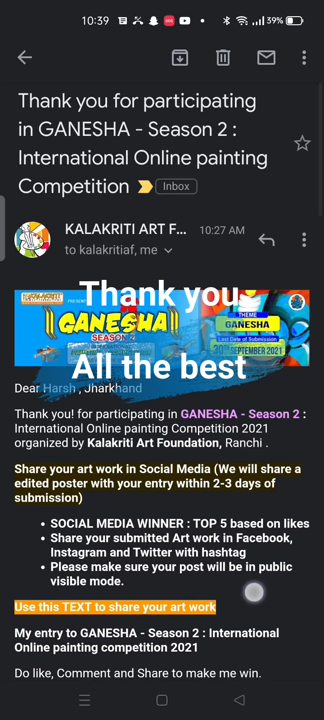 10:39
39%
Thank you for participating
in GANESHA - Season 2 :
International Online painting
Competition
Inbox
KALAKRITI ART F...
10:27 AM
to kalakritiaf, me
Thank you
GANESHA
SEASON 2
THEME
GANESHA
Last Date of Submission
30th SEPTEMBER 2021
All the best
Dear Harsh , Jharkhand
Thank you! for participating in GANESHA - Season 2 :
International Online painting Competition 2021
organized by Kalakriti Art Foundation, Ranchi .
Share your art work in Social Media (We will share a
edited poster with your entry within 2-3 days of
submission)
• SOCIAL MEDIA WINNER : TOP 5 based on likes
• Share your submitted Art work in Facebook,
Instagram and Twitter with hashtag
• Please make sure your post will be in public
visible mode.
Use this TEXT to share your art work
My entry to GANESHA - Season 2 : International
Online painting competition 2021
Do like, Comment and Share to make me win.